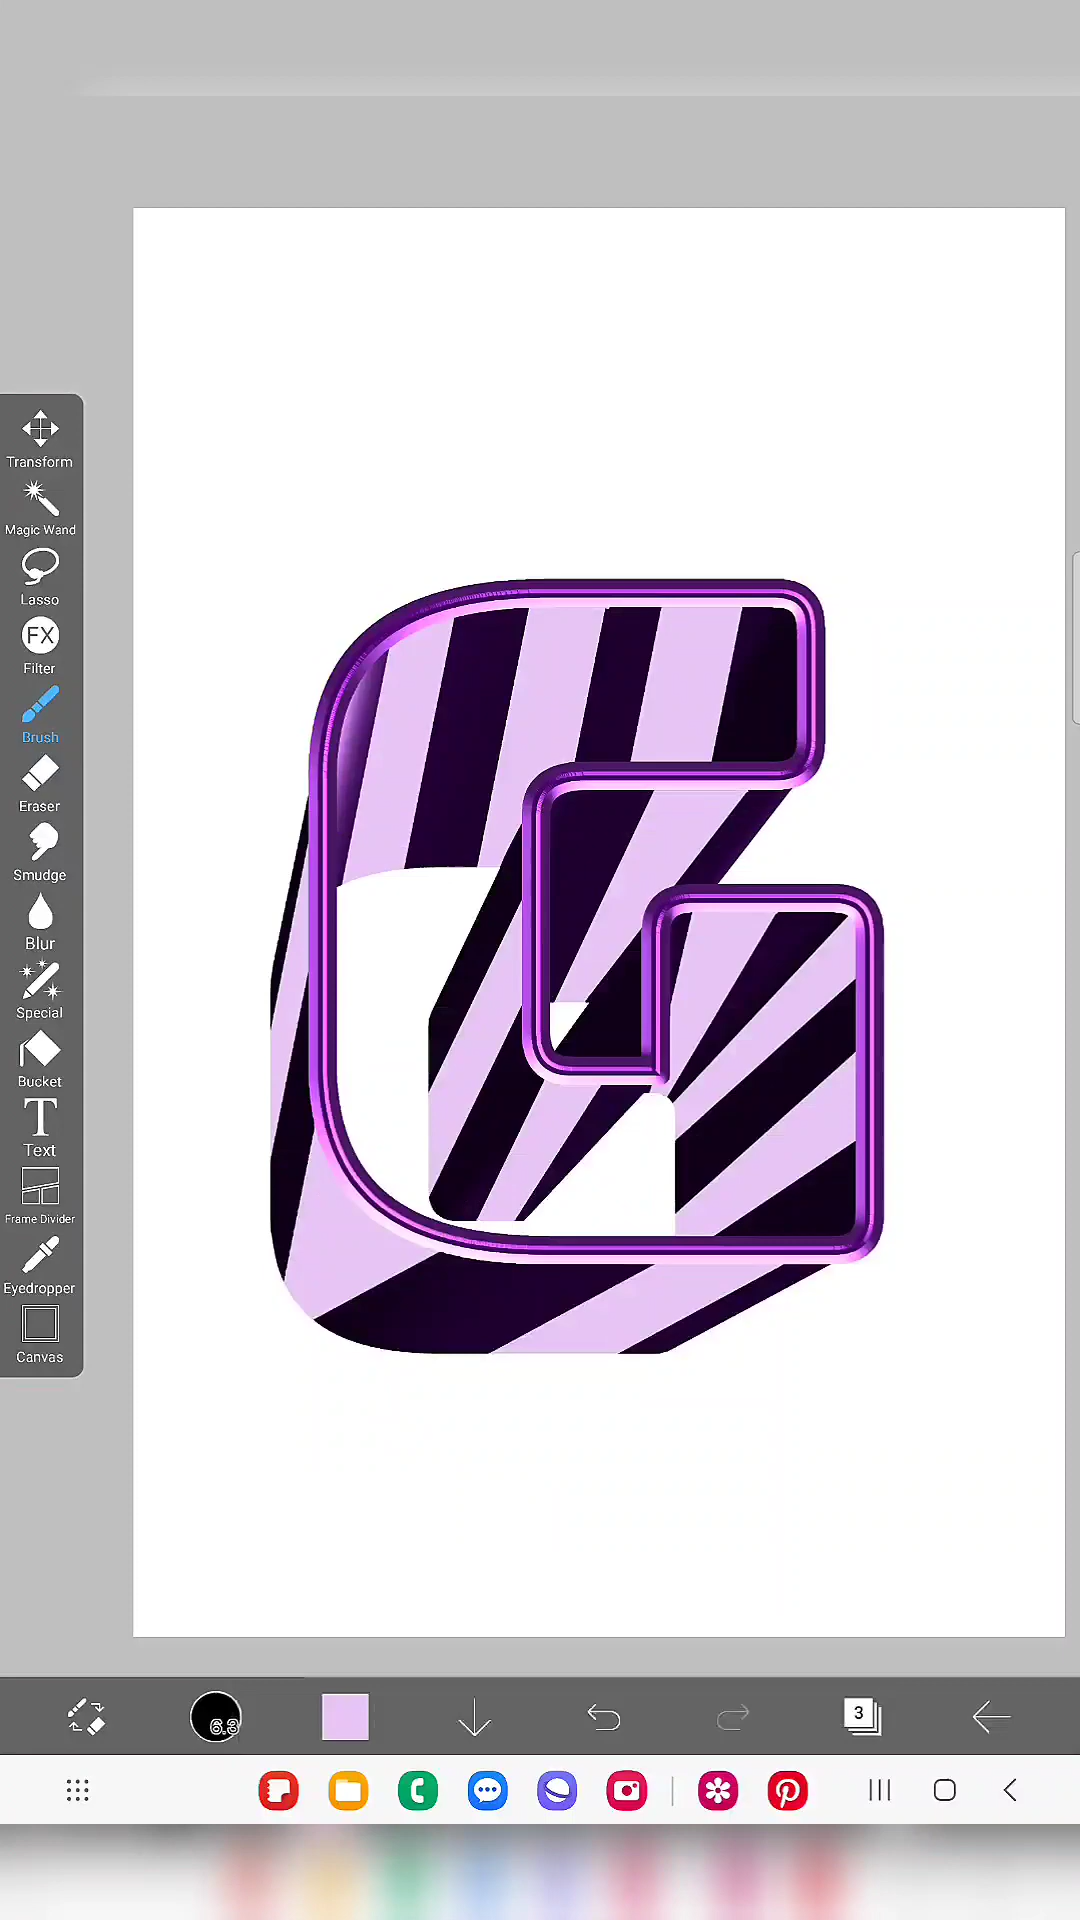 Transform
Magic Wand
Lasso
FX
Filter
Brush
Eraser
Smudge
Blur
Special
Bucket
T
Text
Frame Divider
Eyedropper
Canvas
G
6.3
3